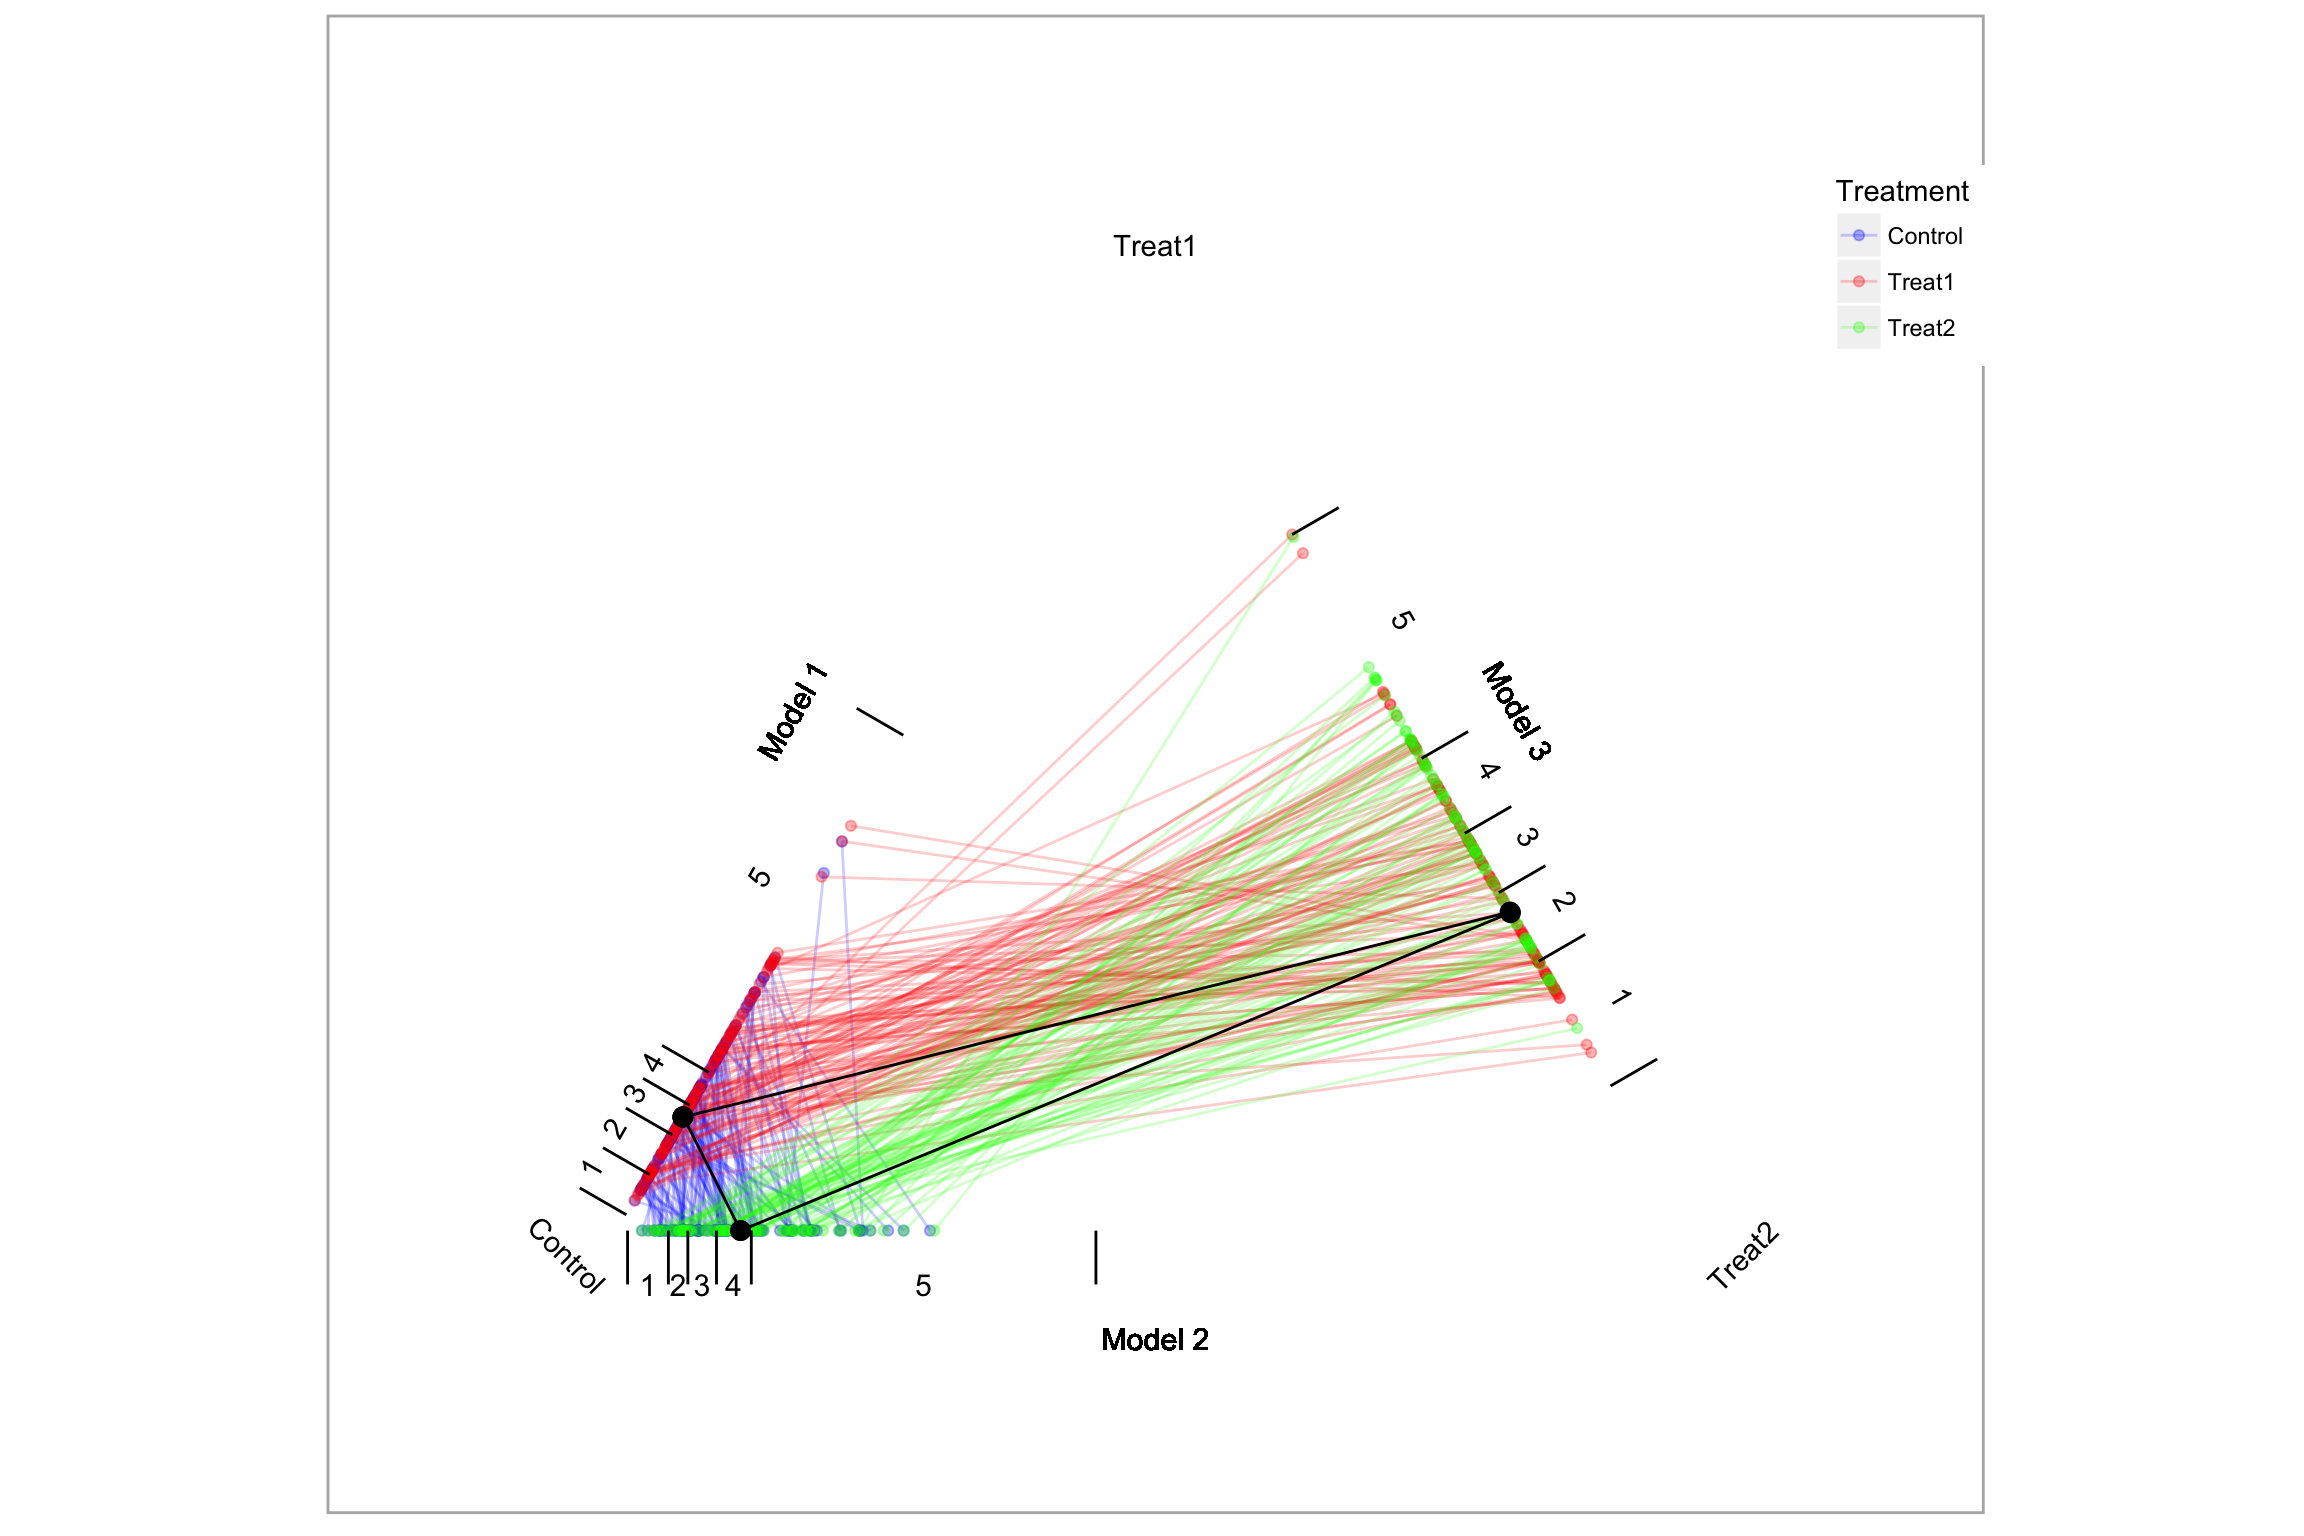 Treatment
Control
Treat1
Treat2
Treat1
5
Model 1
Model 3
4
3
5
2
1
4
3
2
1
Control
Treat2
1 2 3 4 5
Model 2